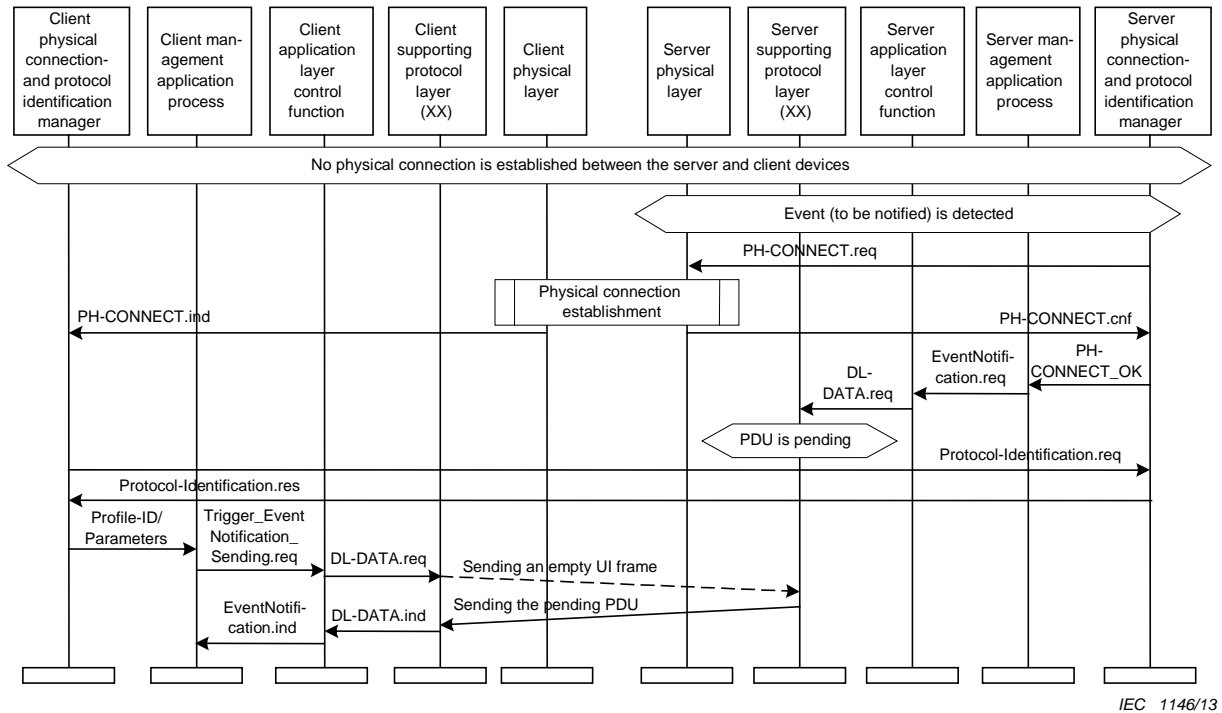 Client
physical
connection-
and protocol
identification
manager
Client man-
agement
application
process
Client
application
layer
control
function
Client
supporting
protocol
layer
(XX)
Client
physical
layer
Server
physical
layer
Server
supporting
protocol
layer
(XX)
Server
application
layer control
function
Server man-
agement
application
process
Server
physical
connection-
and protocol
identification
manager
No physical connection is established between the server and client devices
Event (to be notified) is detected
PH-CONNECT.req
Physical connection
establishment
PH-CONNECT.ind
PH-CONNECT.cnf
PH-
CONNECT_OK
EventNotifi-
cation.req
DL-
DATA.req
PDU is pending
Protocol-Identification.req
Protocol-Identification.res
Profile-ID/
Parameters
Trigger_Event
Notification_
Sending.req
DL-DATA.req
Sending an empty UI frame
Sending the pending PDU
DL-DATA.ind
EventNotifi-
cation.ind
IEC 1146/13